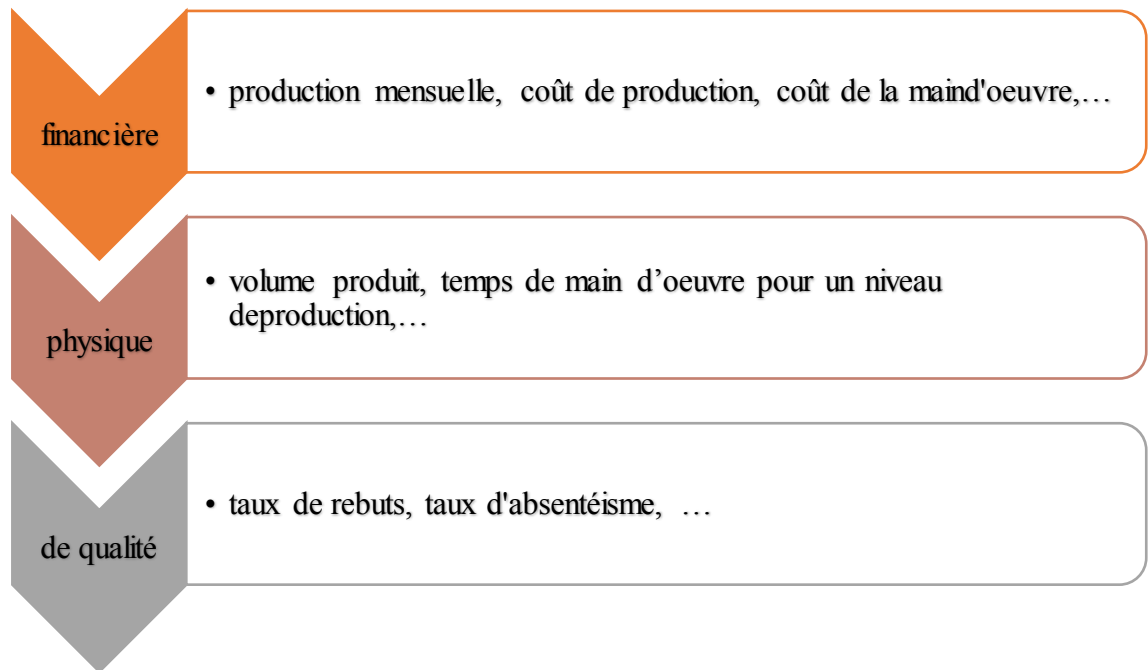 financière
• production mensuelle, coût de production, coût de la maind'oeuvre,…
physique
• volume produit, temps de main d’oeuvre pour un niveau
deproduction,…
de qualité
• taux de rebuts, taux d'absentéisme, …